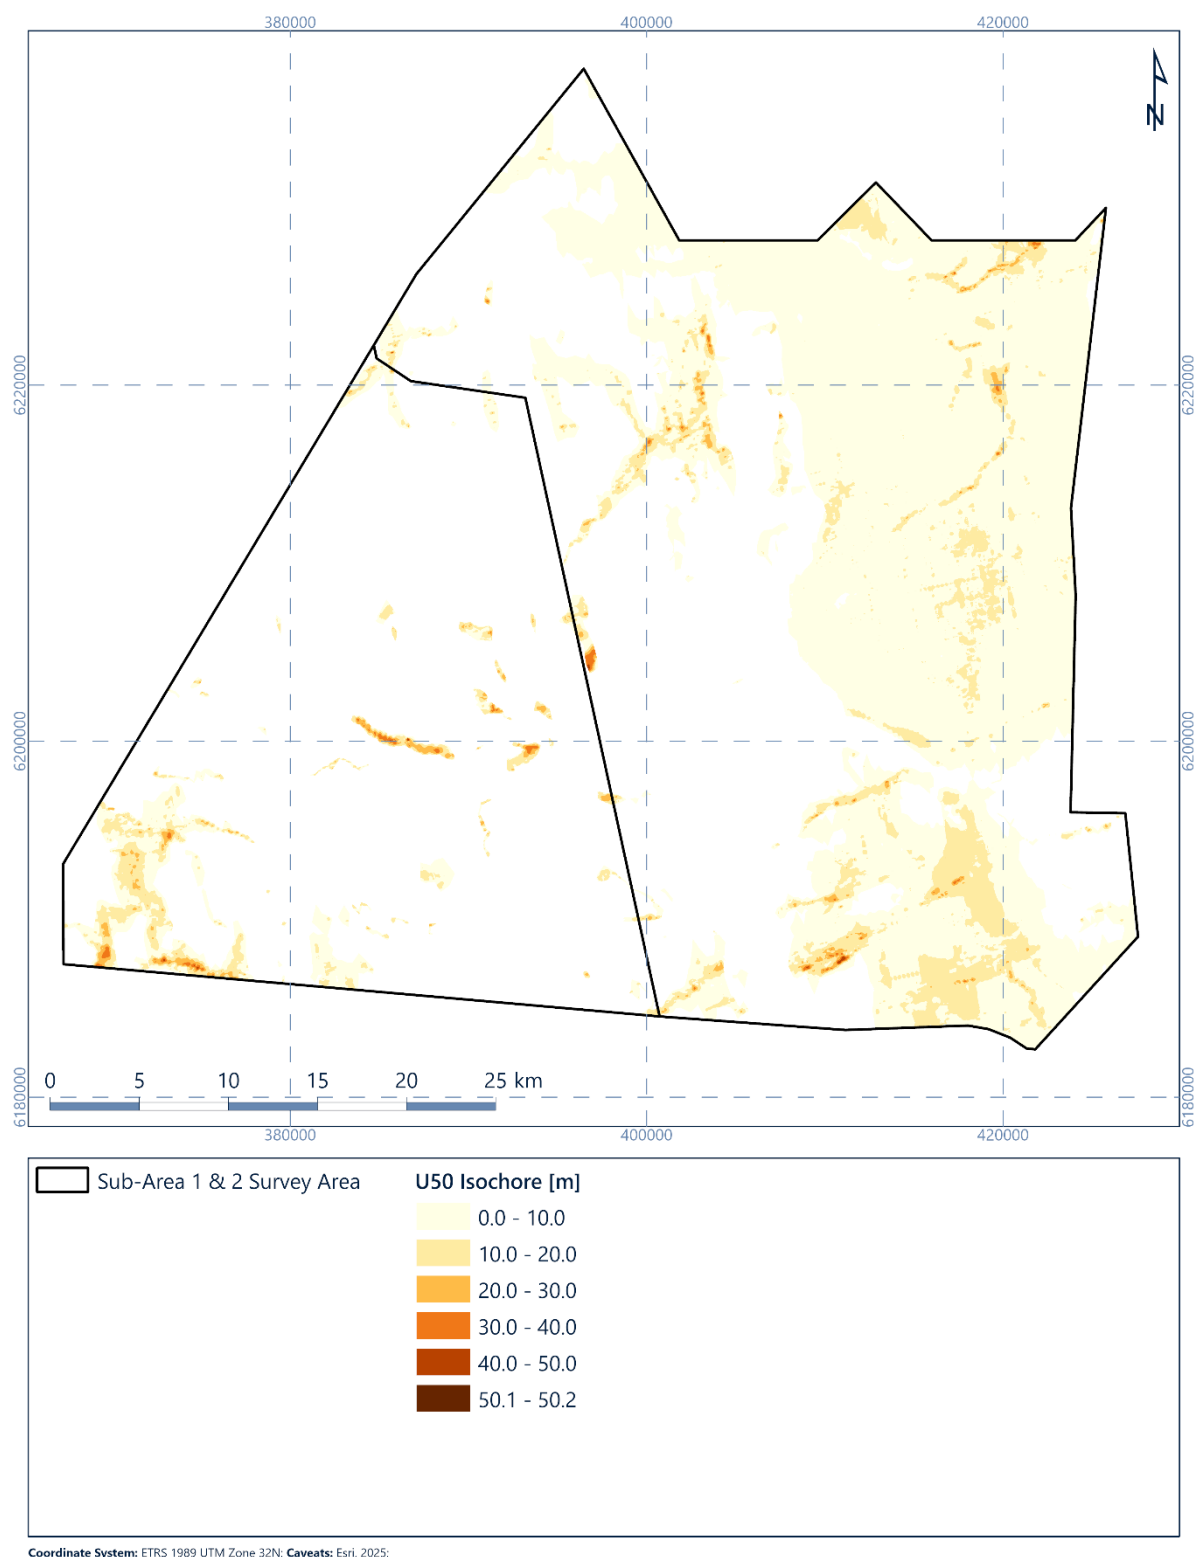 380000 400000 420000
N
6220000 6220000
6200000 6200000
6180000 6180000
0 5 10 15 20 25 km
380000 400000 420000
Sub-Area 1 & 2 Survey Area
U50 Isochore [m]
0.0 - 10.0
10.0 - 20.0
20.0 - 30.0
30.0 - 40.0
40.0 - 50.0
50.1 - 50.2
Coordinate System: ETRS 1989 UTM Zone 32N; Caveats: Esri, 2025;